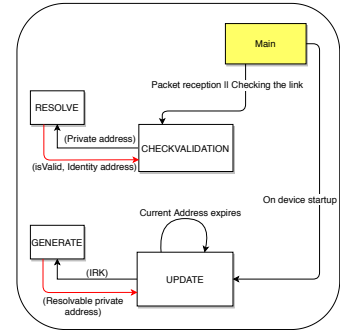 Main
Packet reception || Checking the link
RESOLVE
(Private address)
CHECKVALIDATION
(isValid, Identity address)
On device startup
Current Address expires
GENERATE
(IRK)
UPDATE
(Resolvable private
address)